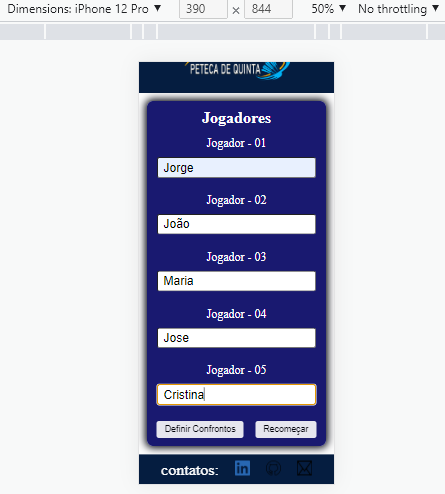 Dimensions: iPhone 12 Pro ▼ 390 × 844 50% ▼ No throttling ▼
PETECA DE QUINTA
Jogadores
Jogador - 01
Jorge
Jogador - 02
João
Jogador - 03
Maria
Jogador - 04
Jose
Jogador - 05
Cristina
Definir Confrontos Recomeçar
contatos: in